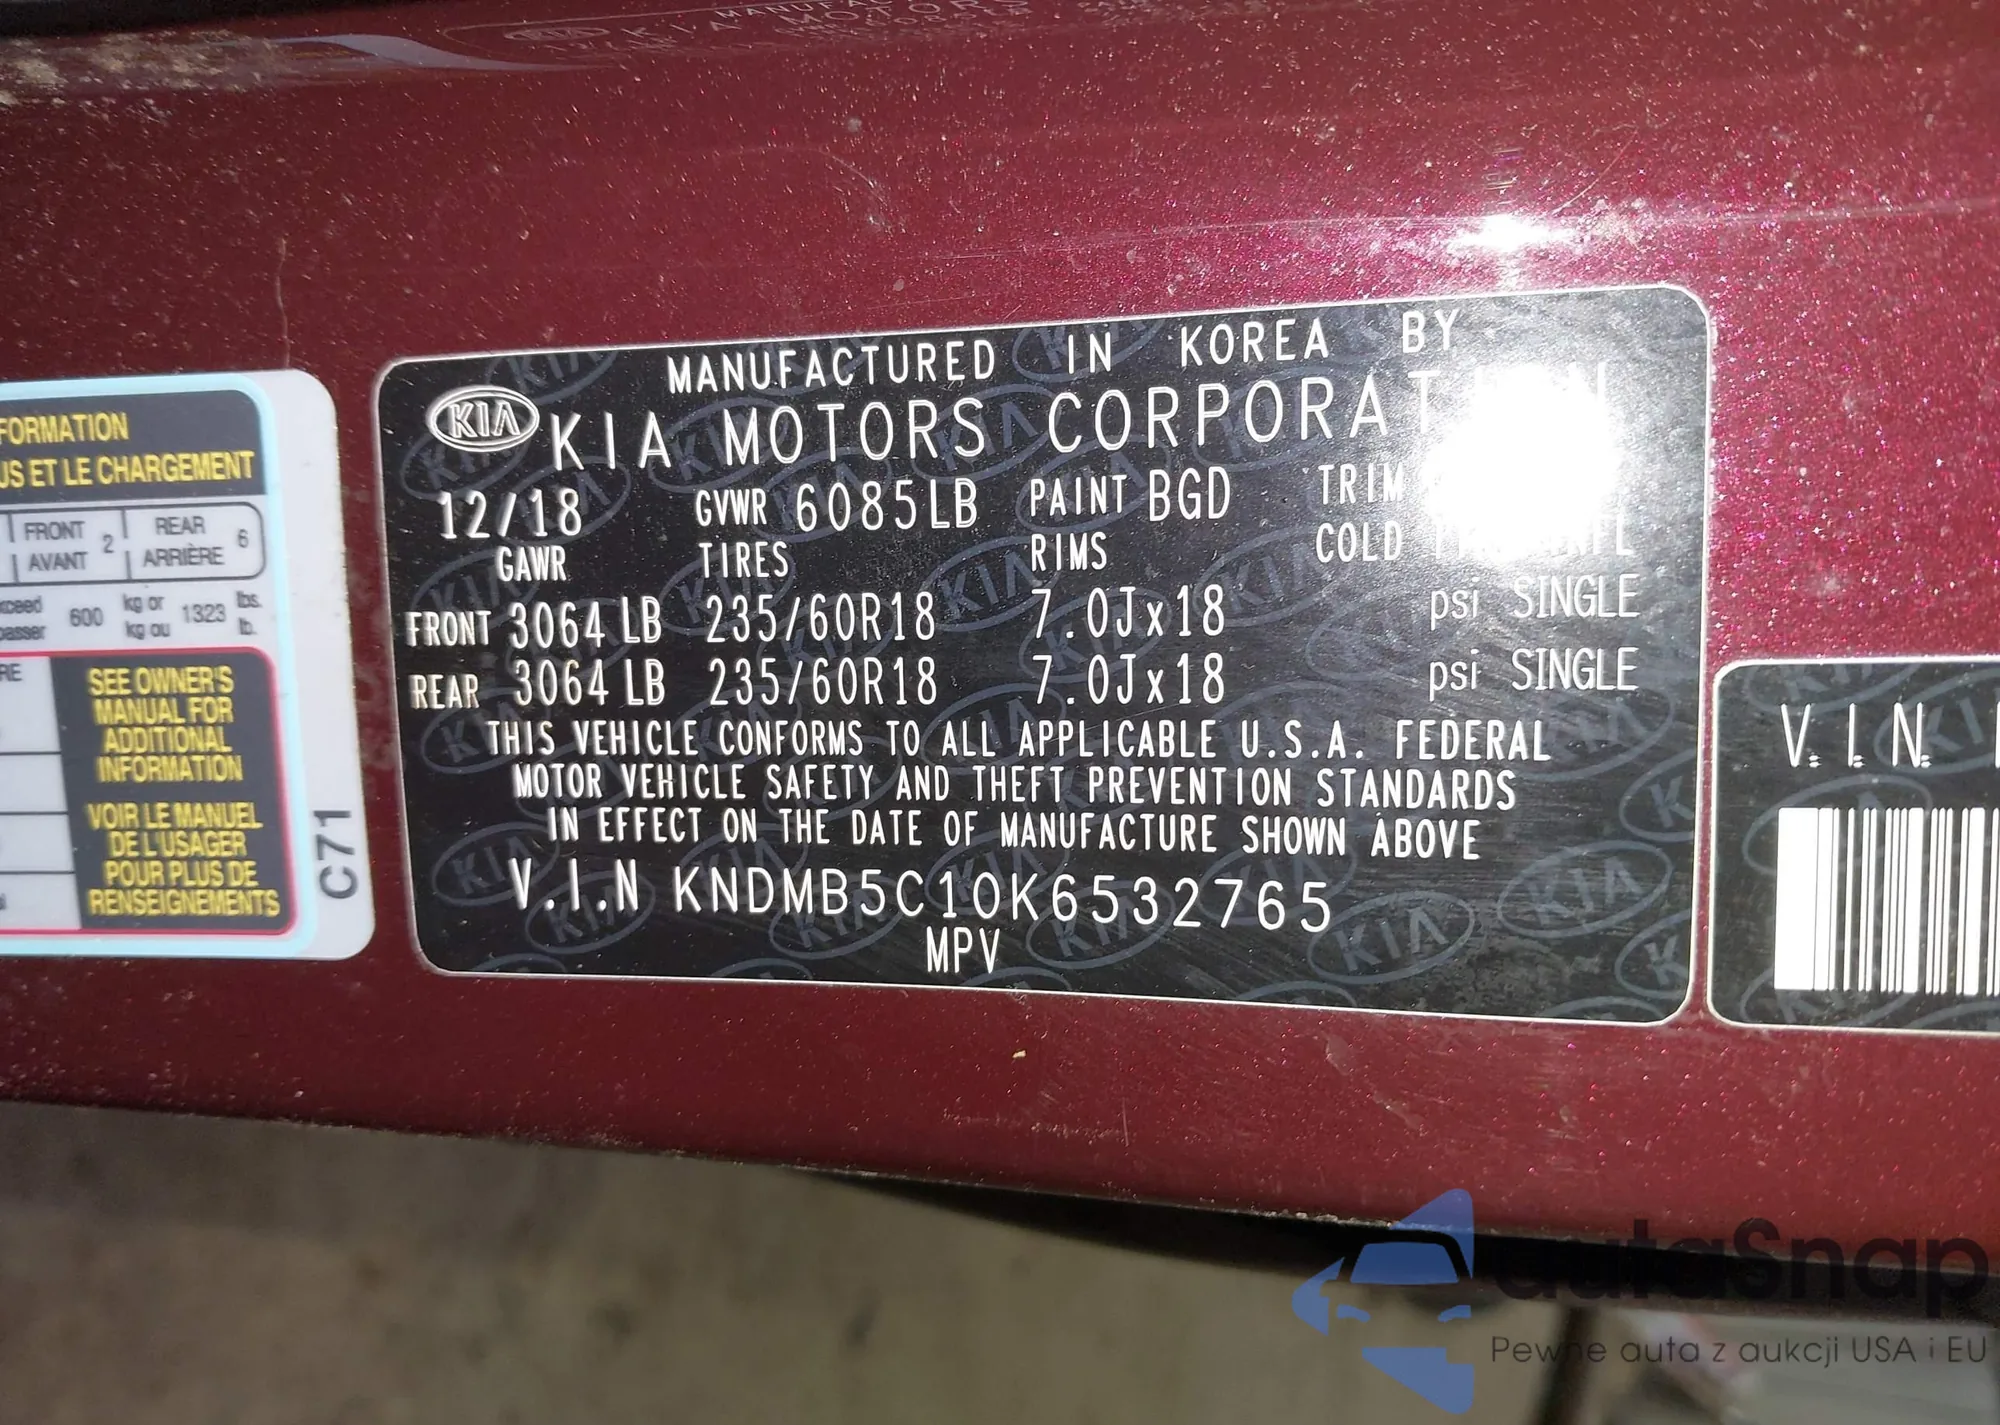 FORMATION
US ET LE CHARGEMENT
FRONT 2 REAR 6
AVANT ARRIÈRE
xceed 600 kg or 1323 lbs.
passer kg ou lb.
RE
SEE OWNER'S
MANUAL FOR
ADDITIONAL
INFORMATION
VOIR LE MANUEL
DE L'USAGER
POUR PLUS DE
RENSEIGNEMENTS
C71
MANUFACTURED IN KOREA BY
KIA KIA MOTORS CORPORAT
12/18 GVWR 6085LB PAINT BGD TRIM
GAWR TIRES RIMS COLD
FRONT 3064 LB 235/60R18 7.0Jx18 psi SINGLE
REAR 3064 LB 235/60R18 7.0Jx18 psi SINGLE
THIS VEHICLE CONFORMS TO ALL APPLICABLE U.S.A. FEDERAL
MOTOR VEHICLE SAFETY AND THEFT PREVENTION STANDARDS
IN EFFECT ON THE DATE OF MANUFACTURE SHOWN ABOVE
V.I.N KNDMB5C10K6532765
MPV
V.I.N.
autaSnap
Pewne auta z aukcji USA i EU